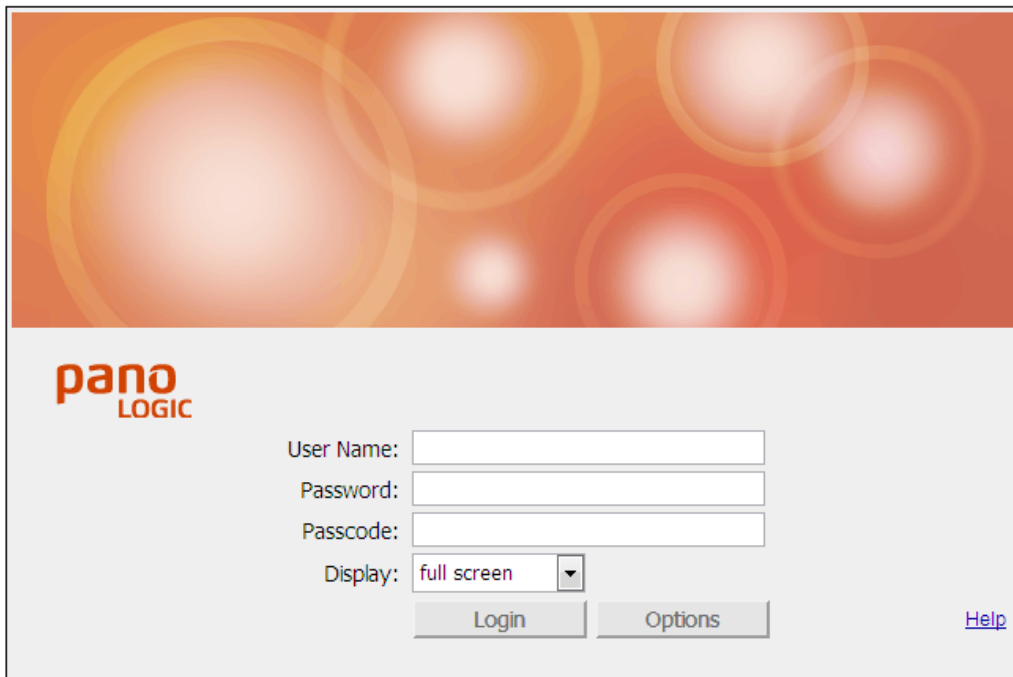 pano
LOGIC
User Name:
Password:
Passcode:
Display: full screen
Login Options
Help